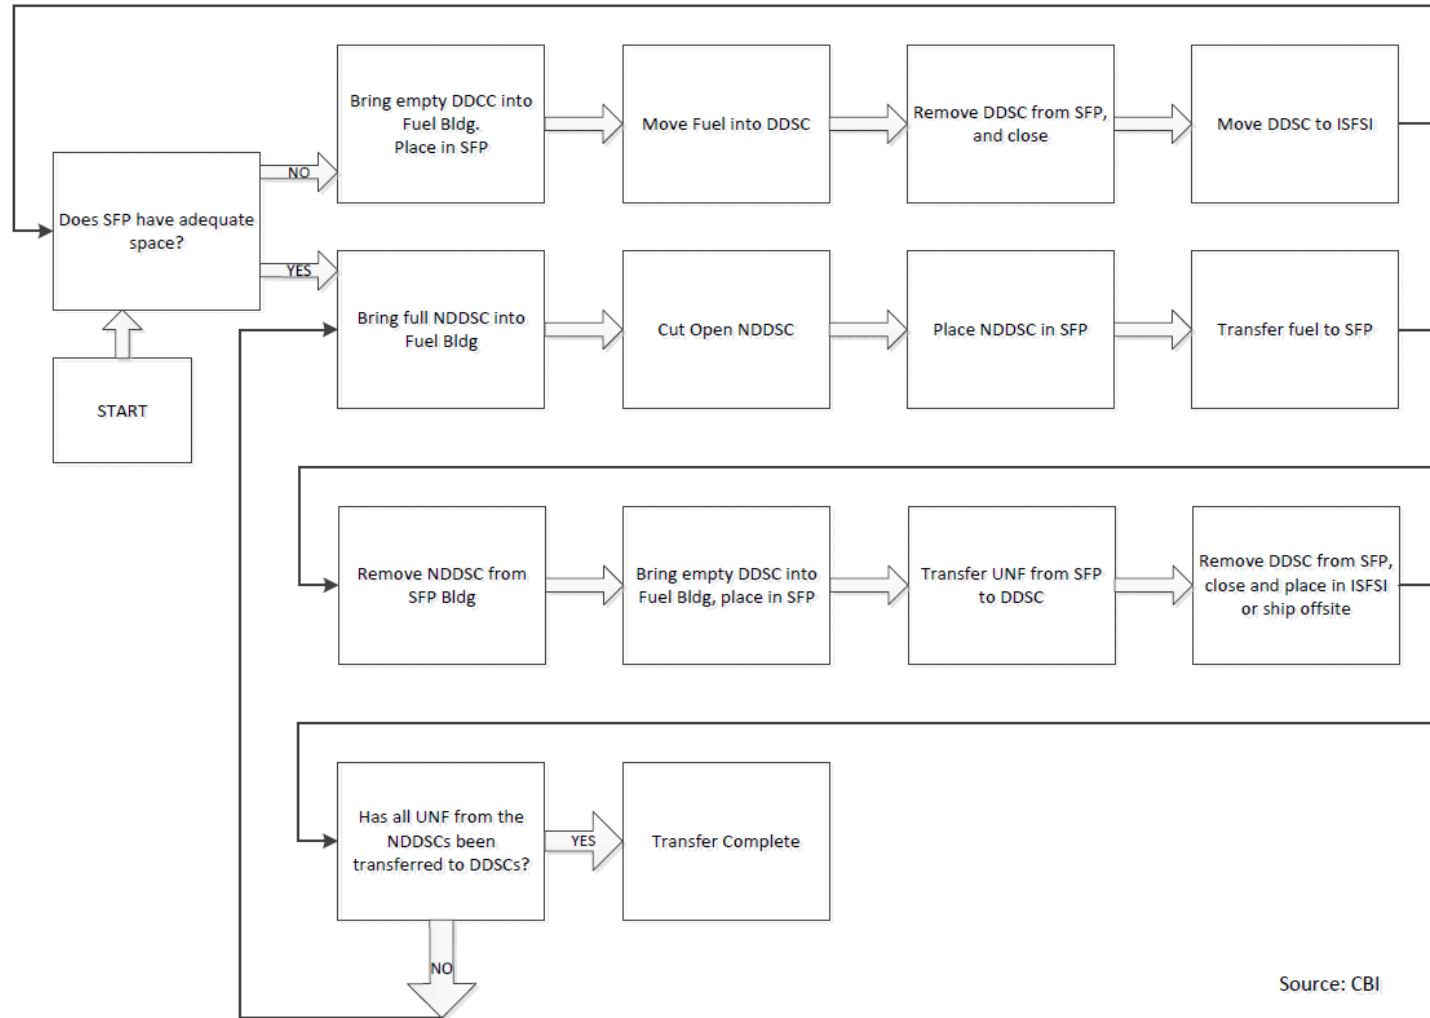 Bring empty DDCC into
Fuel Bldg.
Place in SFP
Move Fuel into DDSC
Remove DDSC from SFP,
and close
Move DDSC to ISFSI
NO
Does SFP have adequate
space?
YES
Bring full NDDSC into
Fuel Bldg
Cut Open NDDSC
Place NDDSC in SFP
Transfer fuel to SFP
START
Remove NDDSC from
SFP Bldg
Bring empty DDSC into
Fuel Bldg, place in SFP
Transfer UNF from SFP
to DDSC
Remove DDSC from SFP,
close and place in ISFSI
or ship offsite
Has all UNF from the
NDDSCs been
transferred to DDSCs?
YES
Transfer Complete
NO
Source: CBI